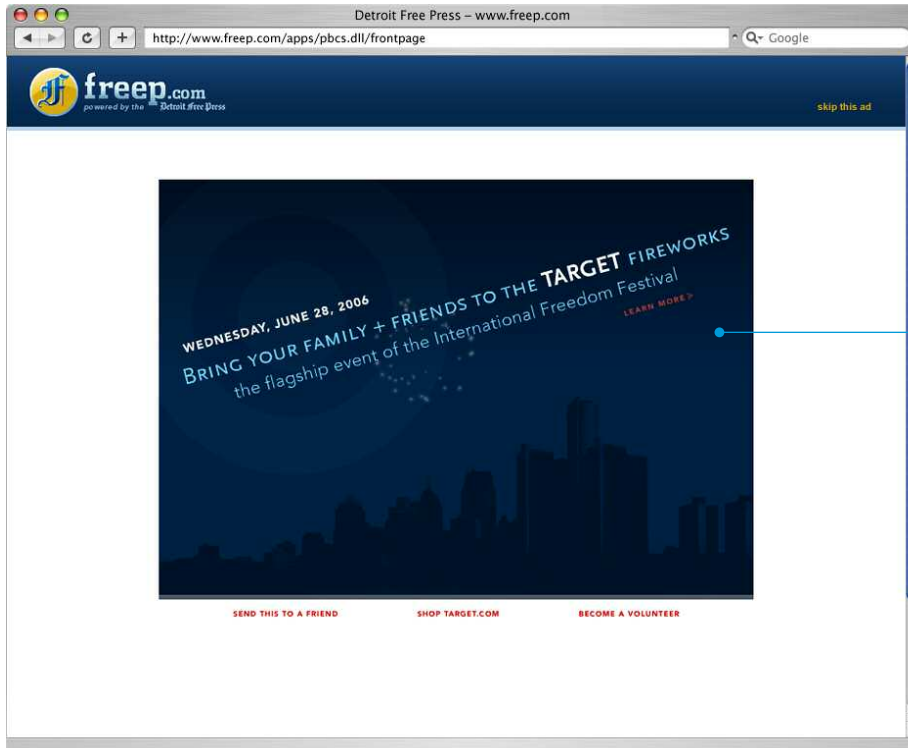 Detroit Free Press – www.freep.com
http://www.freep.com/apps/pbcs.dll/frontpage
Google
freep.com
powered by the Detroit Free Press
skip this ad
WEDNESDAY, JUNE 28, 2006
BRING YOUR FAMILY + FRIENDS TO THE TARGET FIREWORKS
the flagship event of the International Freedom Festival
LEARN MORE >
SEND THIS TO A FRIEND
SHOP TARGET.COM
BECOME A VOLUNTEER